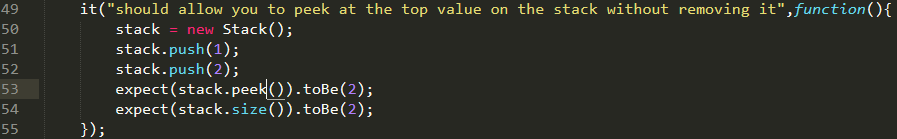 49 it("should allow you to peek at the top value on the stack without removing it",function(){
50 stack = new Stack();
51 stack.push(1);
52 stack.push(2);
53 expect(stack.peek()).toBe(2);
54 expect(stack.size()).toBe(2);
55 });